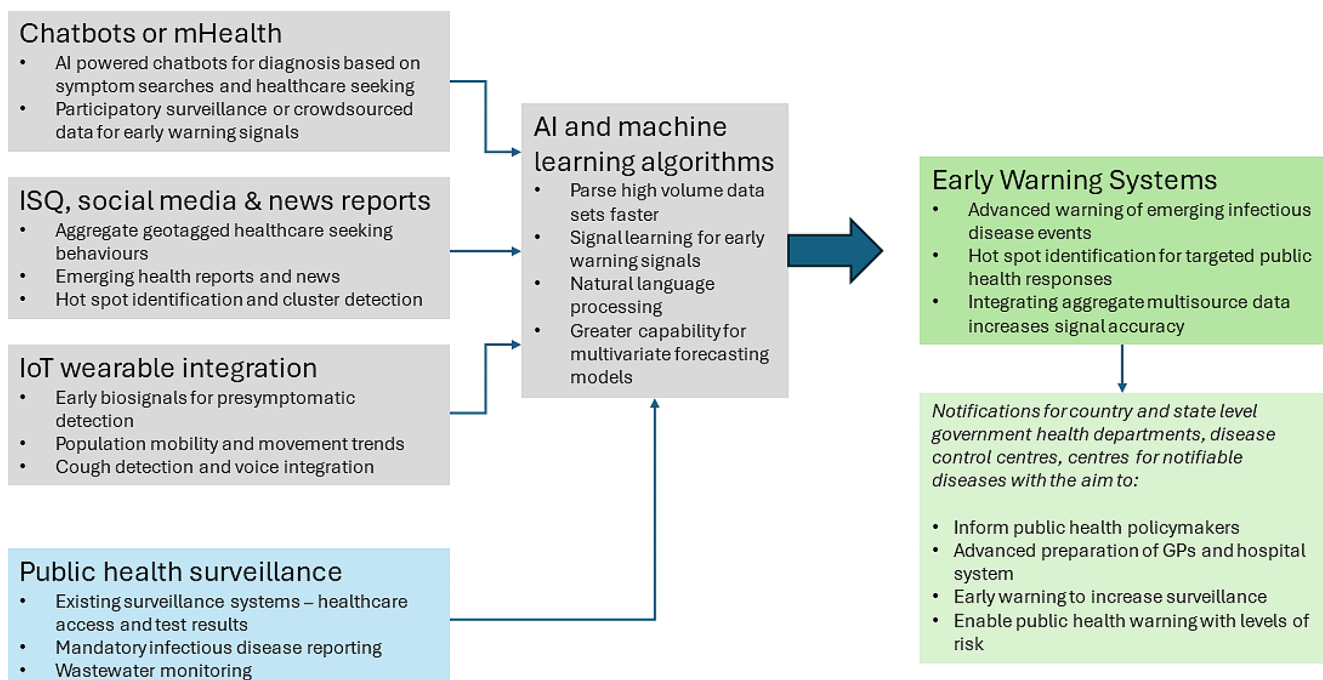 Chatbots or mHealth
• AI powered chatbots for diagnosis based on
symptom searches and healthcare seeking
• Participatory surveillance or crowdsourced
data for early warning signals
ISQ, social media & news reports
• Aggregate geotagged healthcare seeking
behaviours
• Emerging health reports and news
• Hot spot identification and cluster detection
IoT wearable integration
• Early biosignals for presymptomatic
detection
• Population mobility and movement trends
• Cough detection and voice integration
Public health surveillance
• Existing surveillance systems – healthcare
access and test results
• Mandatory infectious disease reporting
• Wastewater monitoring
AI and machine
learning algorithms
• Parse high volume data
sets faster
• Signal learning for early
warning signals
• Natural language
processing
• Greater capability for
multivariate forecasting
models
Early Warning Systems
• Advanced warning of emerging infectious
disease events
• Hot spot identification for targeted public
health responses
• Integrating aggregate multisource data
increases signal accuracy
Notifications for country and state level
government health departments, disease
control centres, centres for notifiable
diseases with the aim to:
• Inform public health policymakers
• Advanced preparation of GPs and hospital
system
• Early warning to increase surveillance
• Enable public health warning with levels of
risk